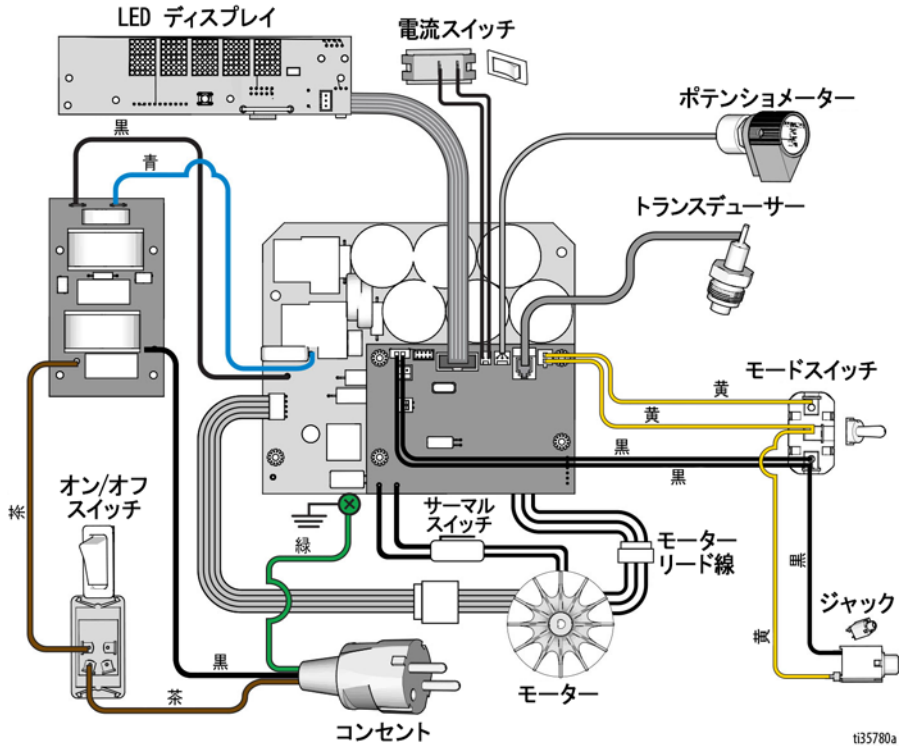 LED ディスプレイ
電流スイッチ
ポテンショメーター
黒
青
トランスデューサー
モードスイッチ
黄
黄
黒
黒
オン/オフ
スイッチ
茶
サーマル
スイッチ
緑
モーター
リード線
黒
ジャック
黄
黒
茶
モーター
コンセント
ti35780a